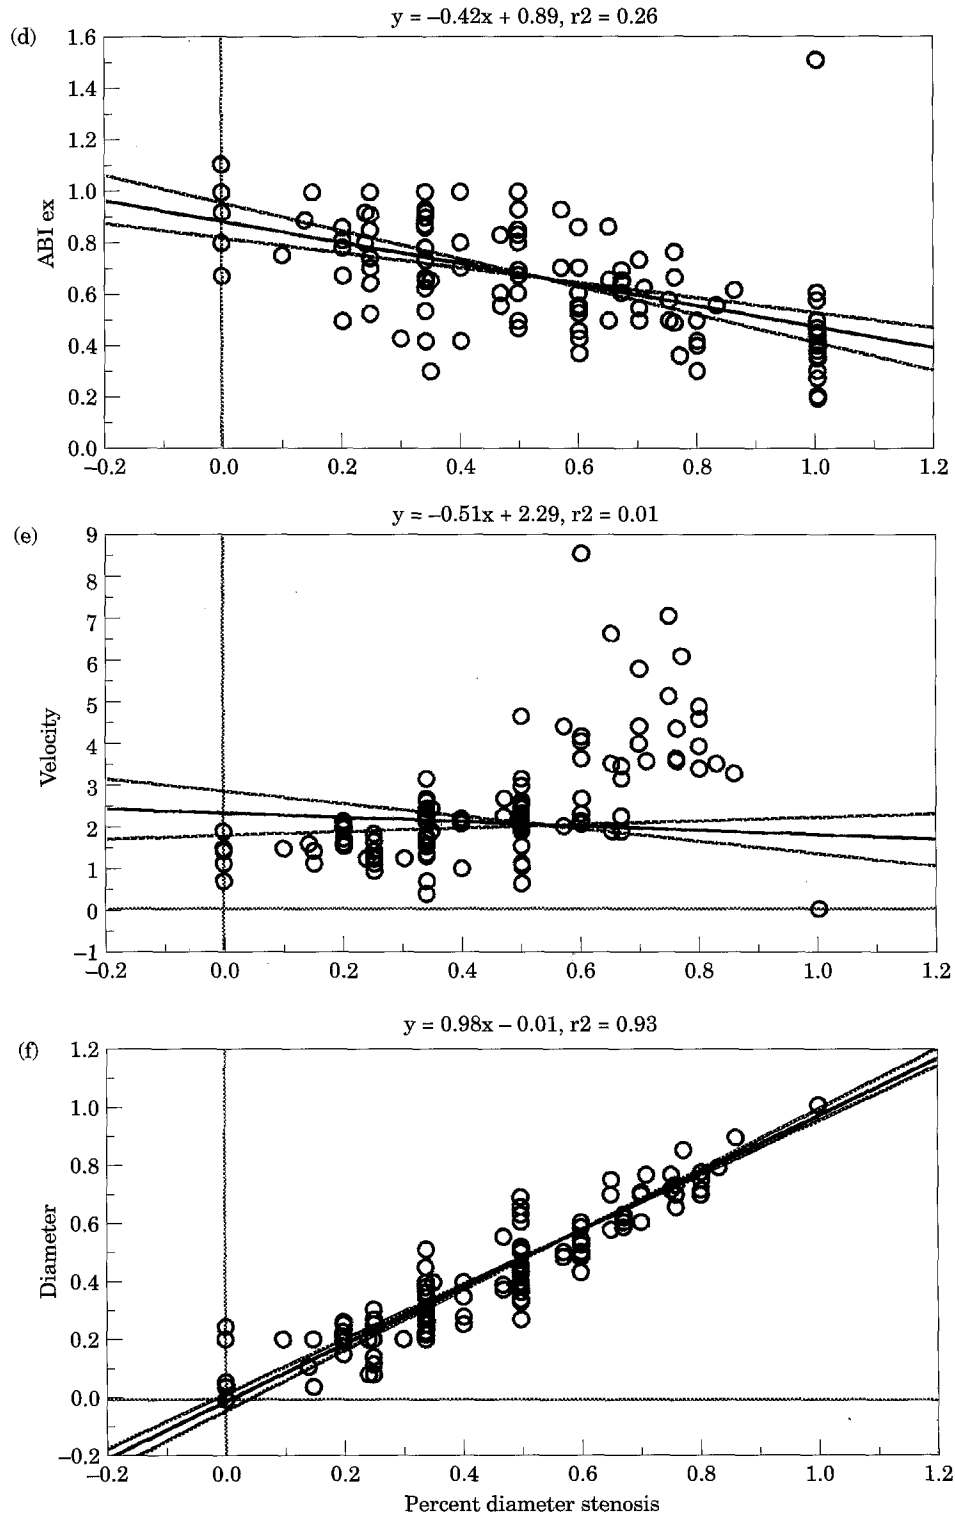 y = –0.42x + 0.89, r2 = 0.26
(d)
1.6
1.4
1.2
1.0
0.8
0.6
0.4
0.2
0.0
ABI ex
–0.2 0.0 0.2 0.4 0.6 0.8 1.0 1.2
y = –0.51x + 2.29, r2 = 0.01
(e)
9
8
7
6
5
4
3
2
1
0
–1
Velocity
–0.2 0.0 0.2 0.4 0.6 0.8 1.0 1.2
y = 0.98x – 0.01, r2 = 0.93
(f)
1.2
1.0
0.8
0.6
0.4
0.2
0.0
–0.2
Diameter
–0.2 0.0 0.2 0.4 0.6 0.8 1.0 1.2
Percent diameter stenosis